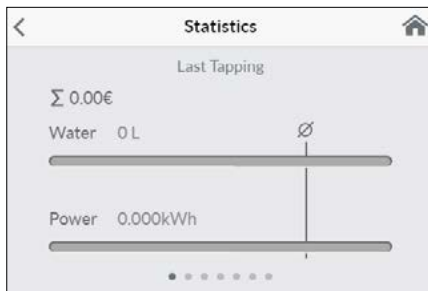 Statistics
Last Tapping
Σ 0.00€
Water 0 L Ø
Power 0.000kWh